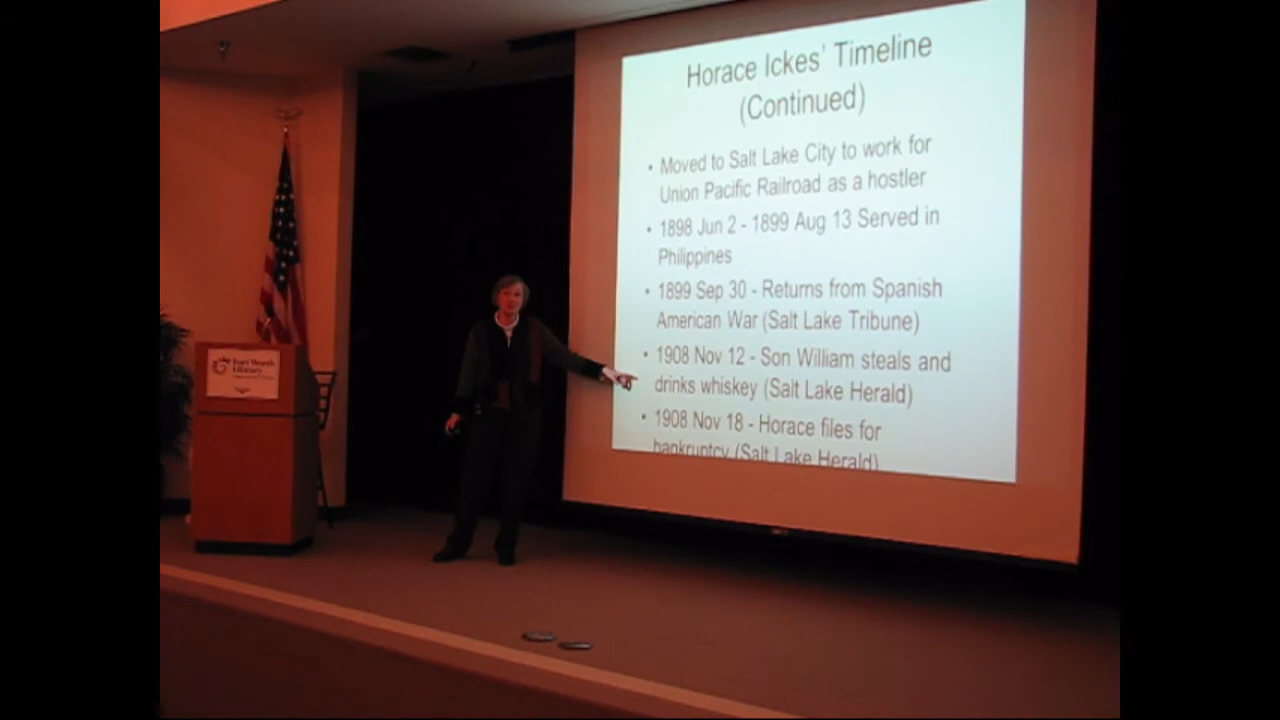 Horace Ickes' Timeline
(Continued)
• Moved to Salt Lake City to work for
Union Pacific Railroad as a hostler
• 1898 Jun 2 - 1899 Aug 13 Served in
Philippines
• 1899 Sep 30 - Returns from Spanish
American War (Salt Lake Tribune)
• 1908 Nov 12 - Son William steals and
drinks whiskey (Salt Lake Herald)
• 1908 Nov 18 - Horace files for
bankruptcy (Salt Lake Herald)
Fort Worth
Library